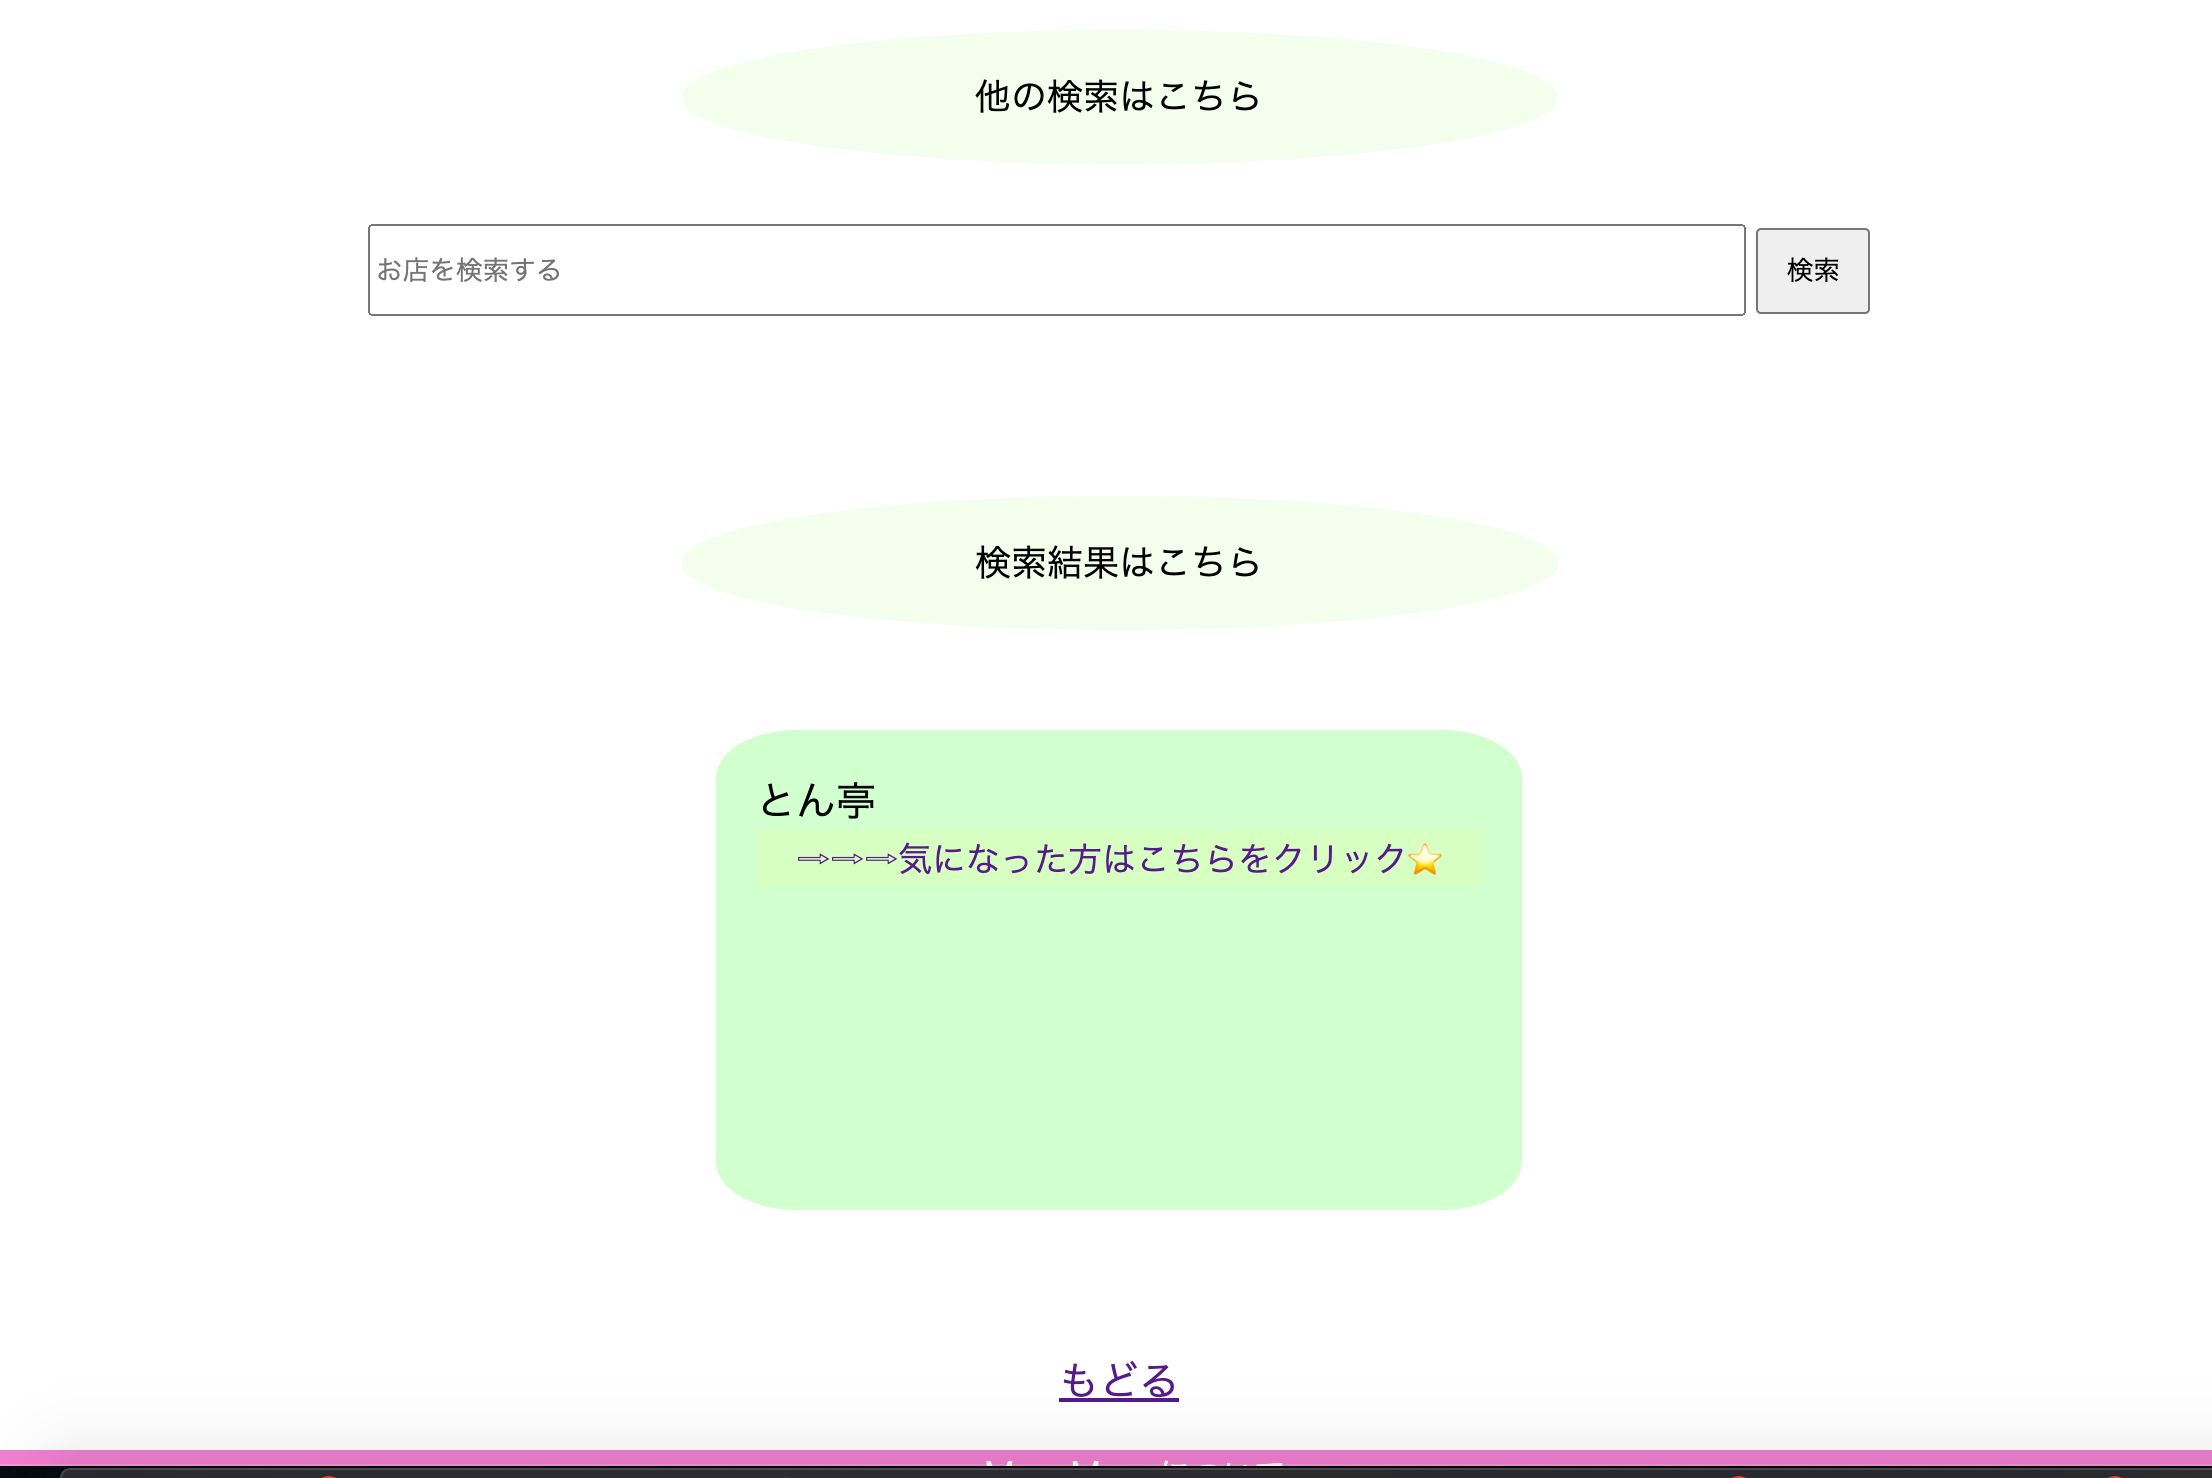 他の検索はこちら
お店を検索する
検索
検索結果はこちら
とん亭
⇨⇨⇨気になった方はこちらをクリック⭐
もどる